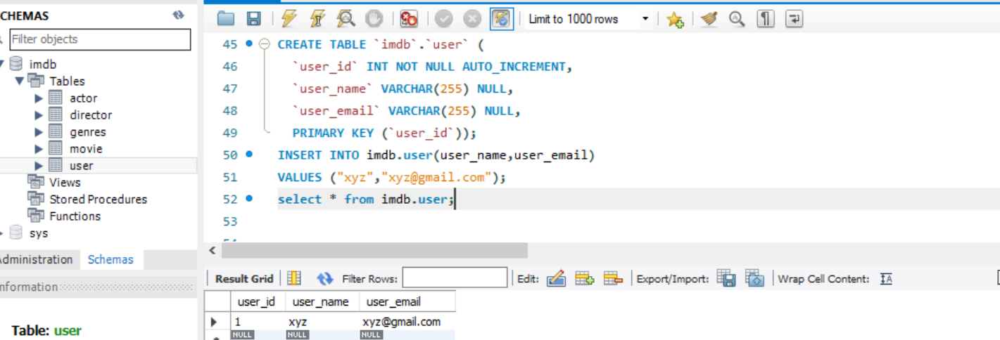 CHEMAS
Filter objects
imdb
Tables
actor
director
genres
movie
user
Views
Stored Procedures
Functions
sys
Administration Schemas
nformation
Table: user
Limit to 1000 rows
45 CREATE TABLE `imdb`.`user` (
46 `user_id` INT NOT NULL AUTO_INCREMENT,
47 `user_name` VARCHAR(255) NULL,
48 `user_email` VARCHAR(255) NULL,
49 PRIMARY KEY (`user_id`));
50 INSERT INTO imdb.user(user_name,user_email)
51 VALUES ("xyz","xyz@gmail.com");
52 select * from imdb.user;
53
Result Grid Filter Rows: Edit: Export/Import: Wrap Cell Content: IA
user_id user_name user_email
1 xyz xyz@gmail.com
NULL NULL NULL